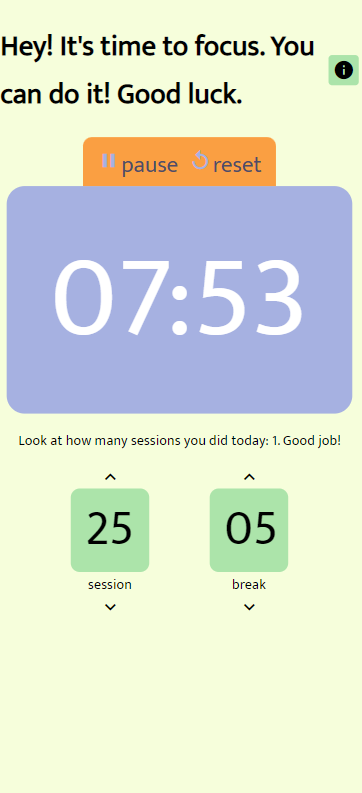 Hey! It's time to focus. You
can do it! Good luck.
pause reset
07:53
Look at how many sessions you did today: 1. Good job!
25 05
session break